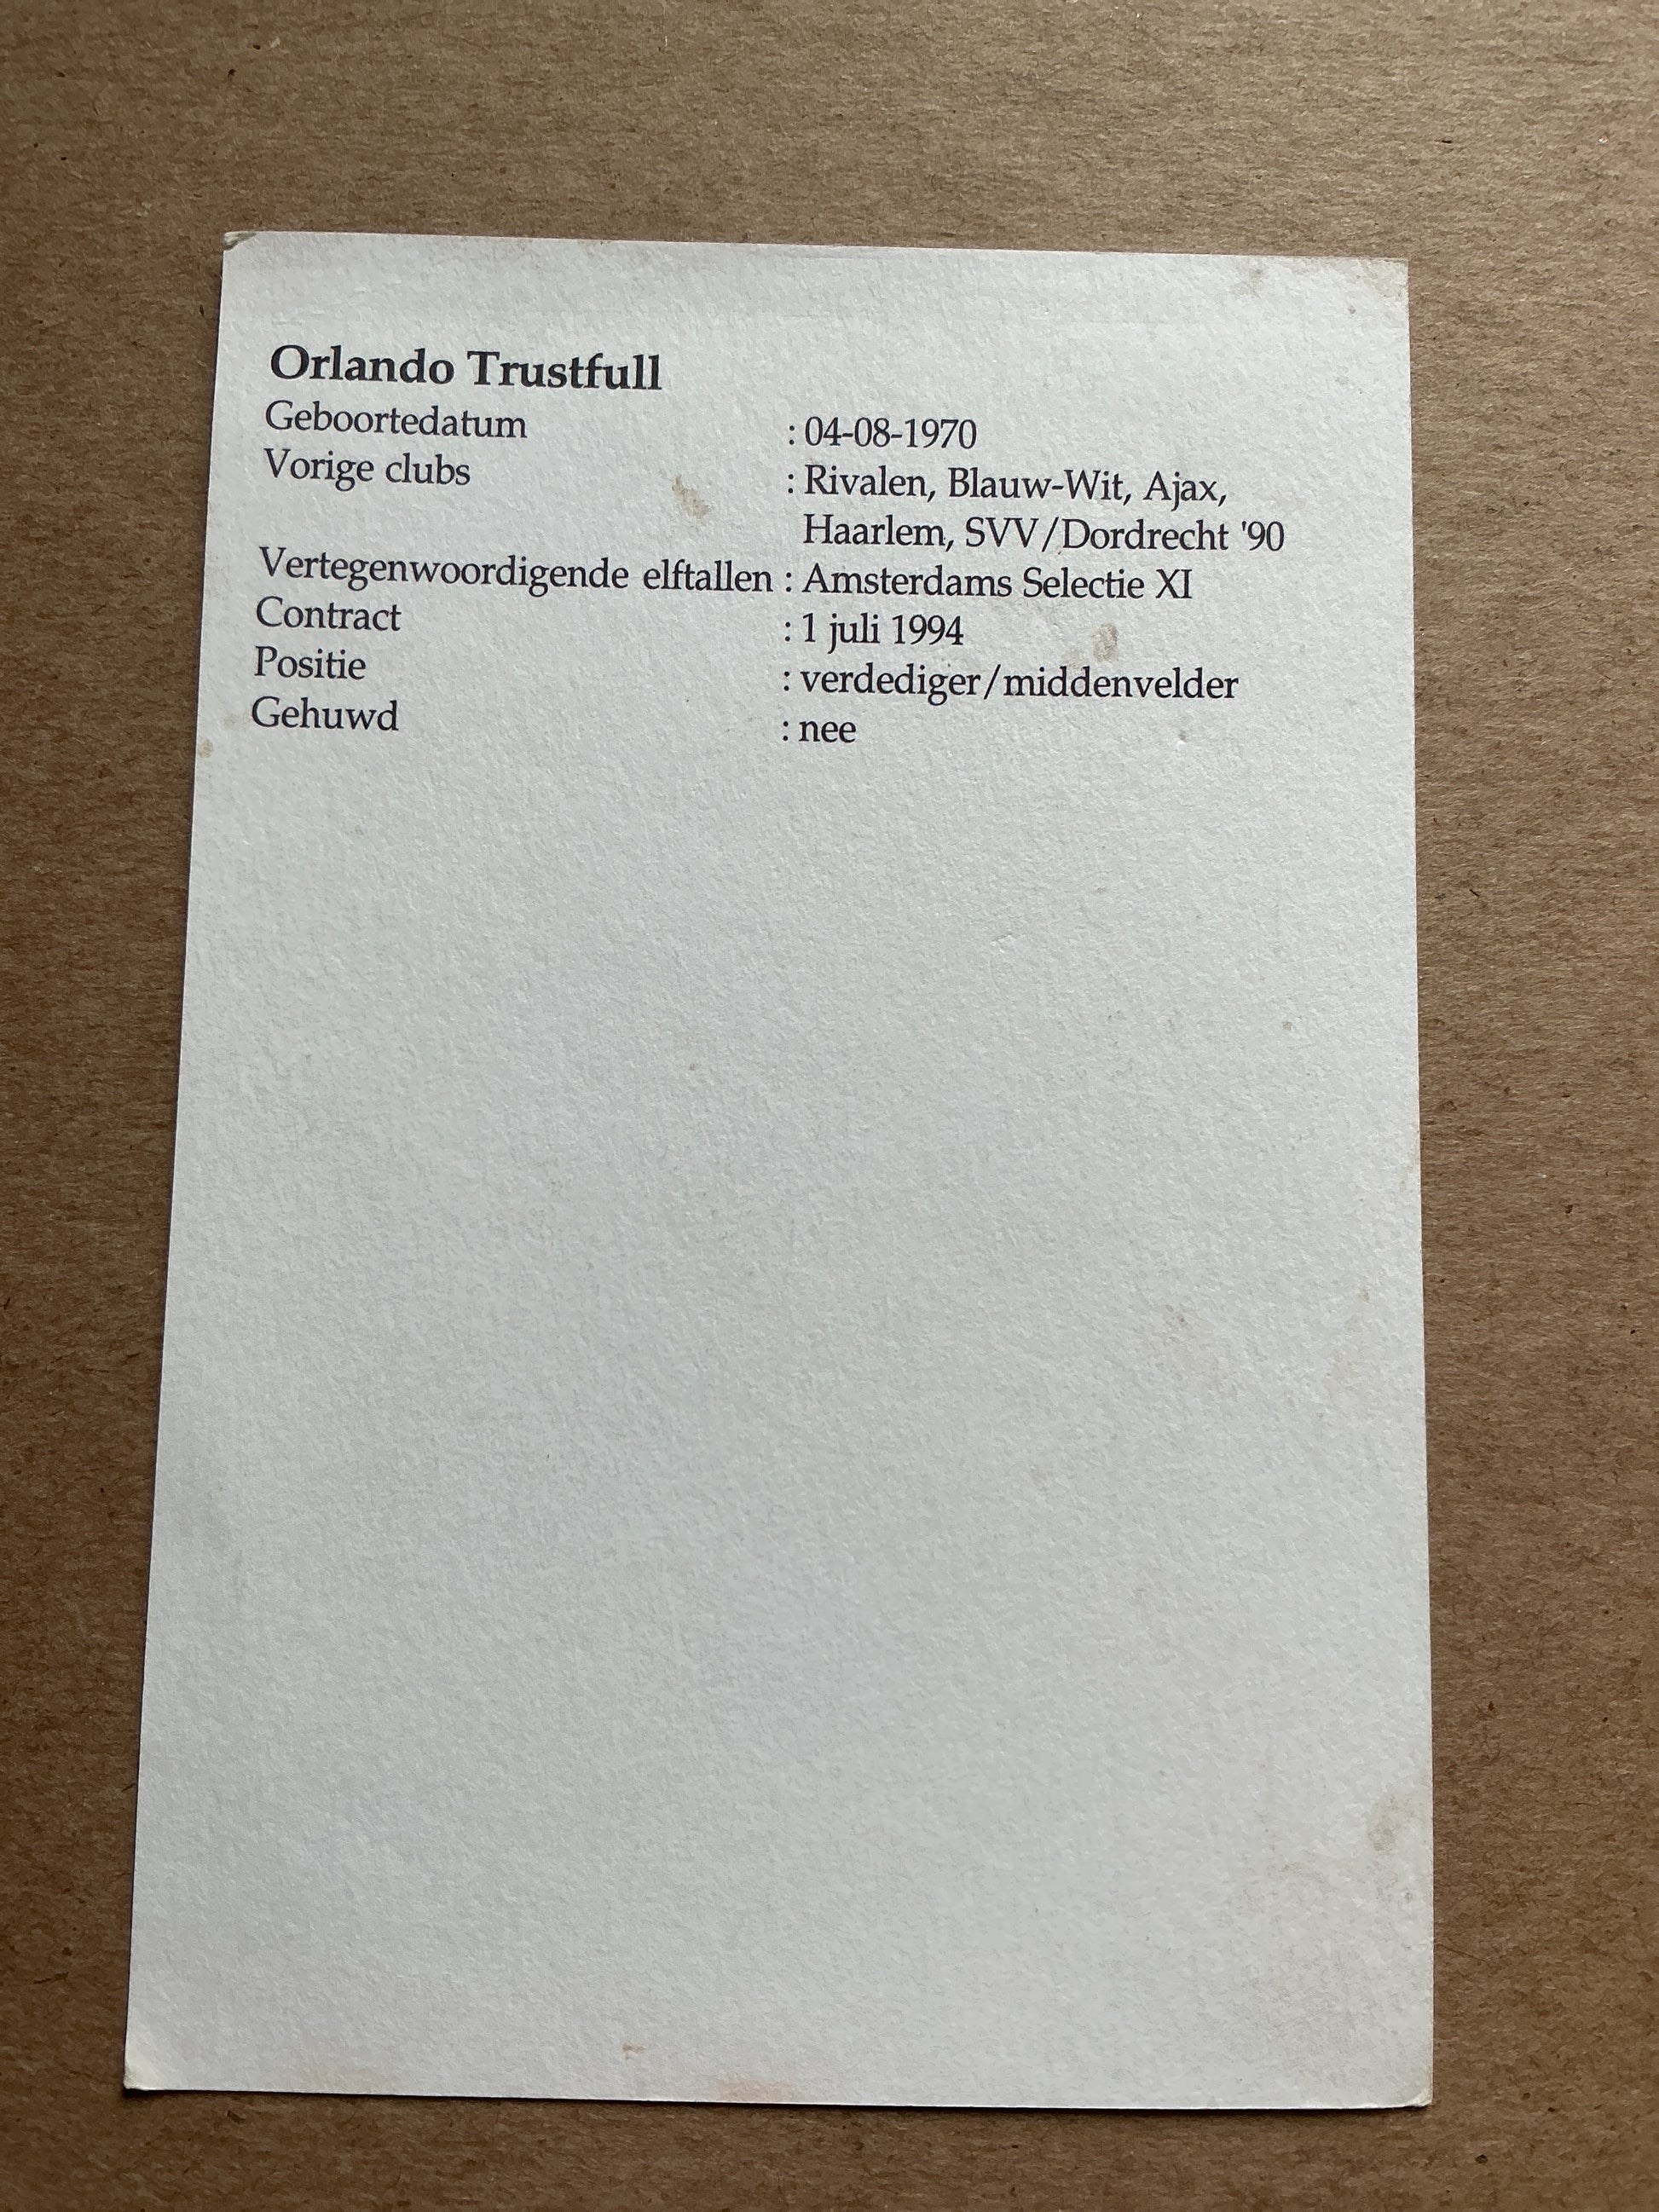 Orlando Trustfull
Geboortedatum : 04-08-1970
Vorige clubs : Rivalen, Blauw-Wit, Ajax,
Haarlem, SVV/Dordrecht '90
Vertegenwoordigende elftallen : Amsterdams Selectie XI
Contract : 1 juli 1994
Positie : verdediger/middenvelder
Gehuwd : nee